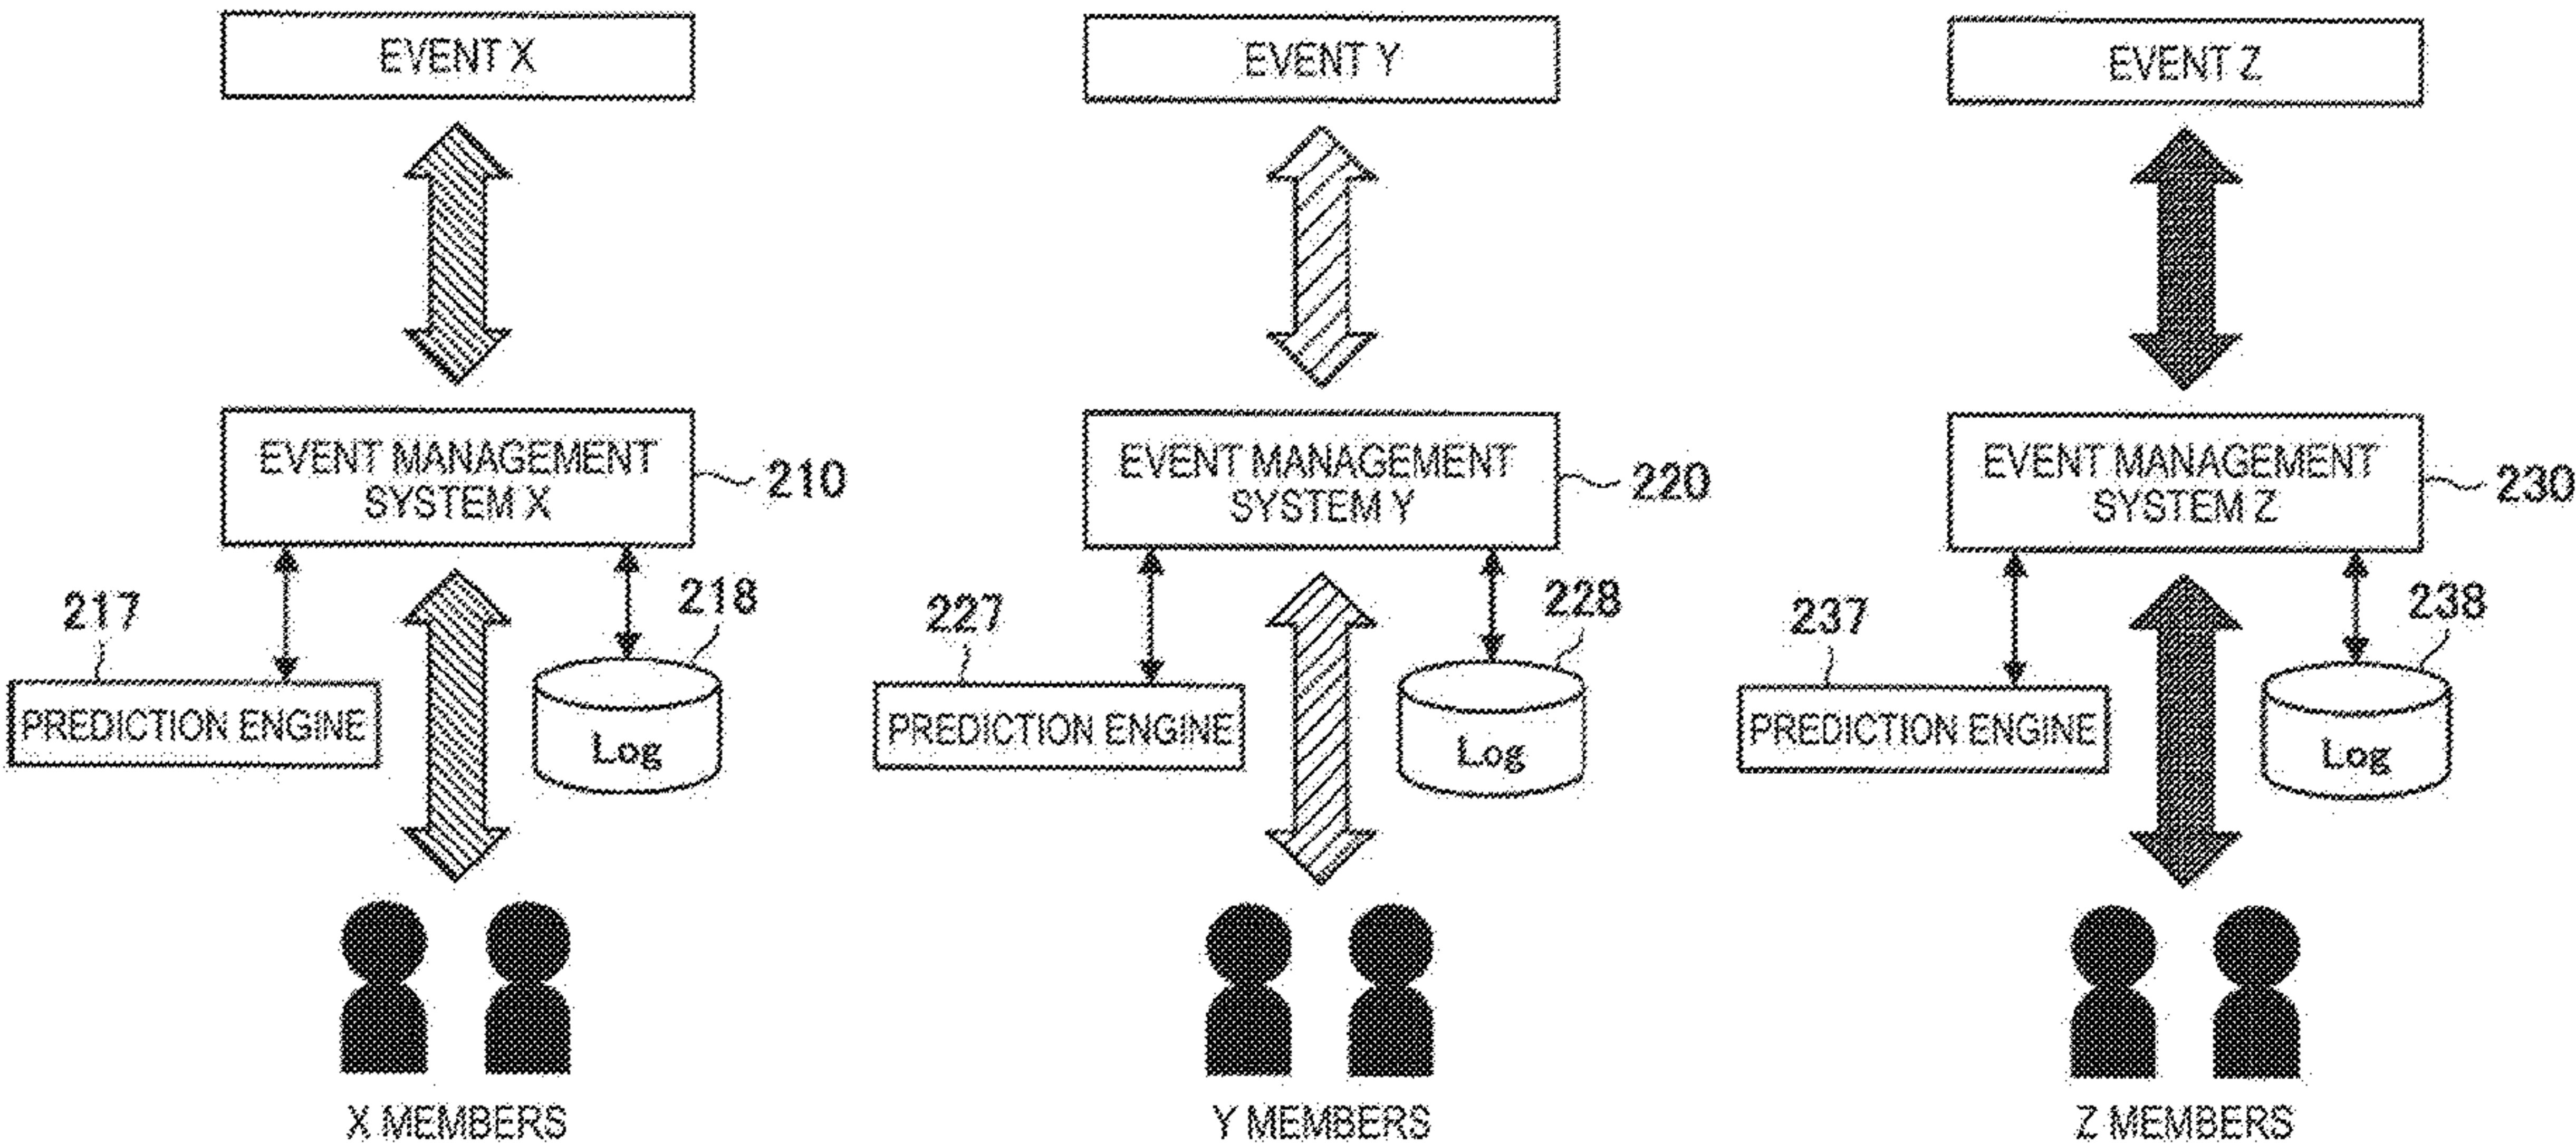 EVENT X
EVENT Y
EVENT Z
EVENT MANAGEMENT
SYSTEM X
210
EVENT MANAGEMENT
SYSTEM Y
220
EVENT MANAGEMENT
SYSTEM Z
230
217
218
227
228
237
238
PREDICTION ENGINE
Log
PREDICTION ENGINE
Log
PREDICTION ENGINE
Log
X MEMBERS
Y MEMBERS
Z MEMBERS